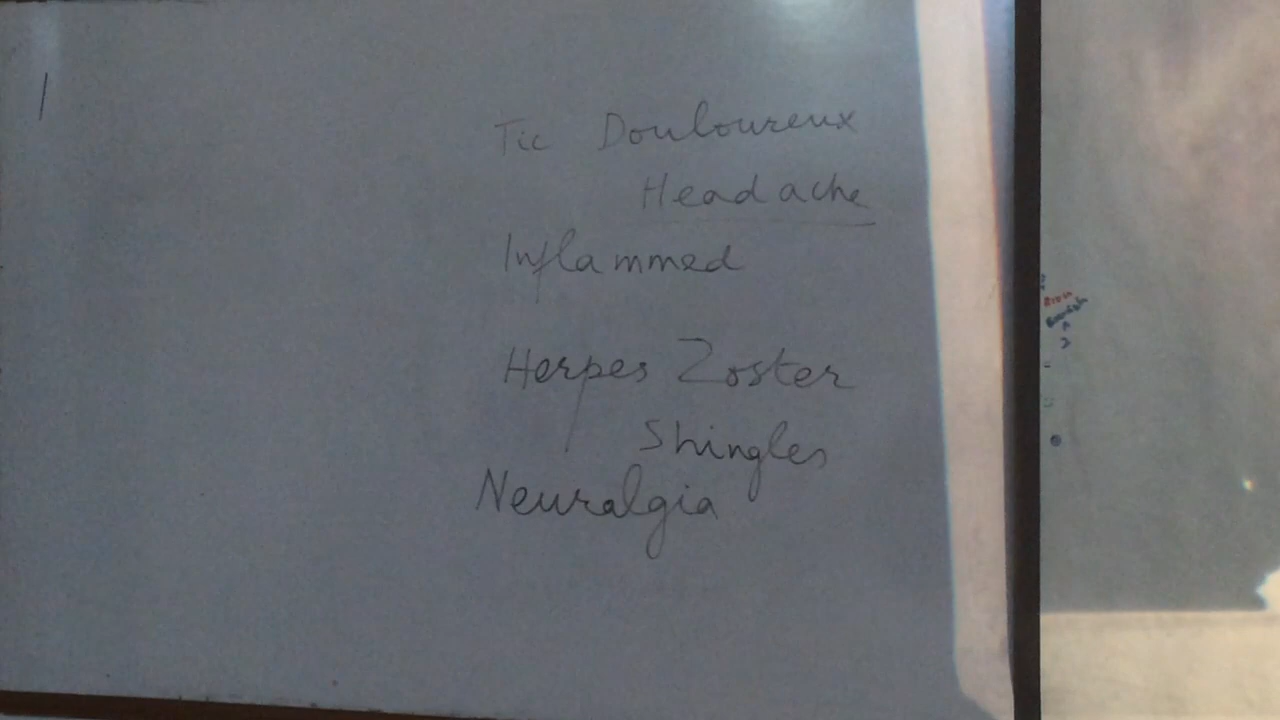 Tic Douloureux
Headache
Inflammed
Herpes Zoster
Shingles
Neuralgia